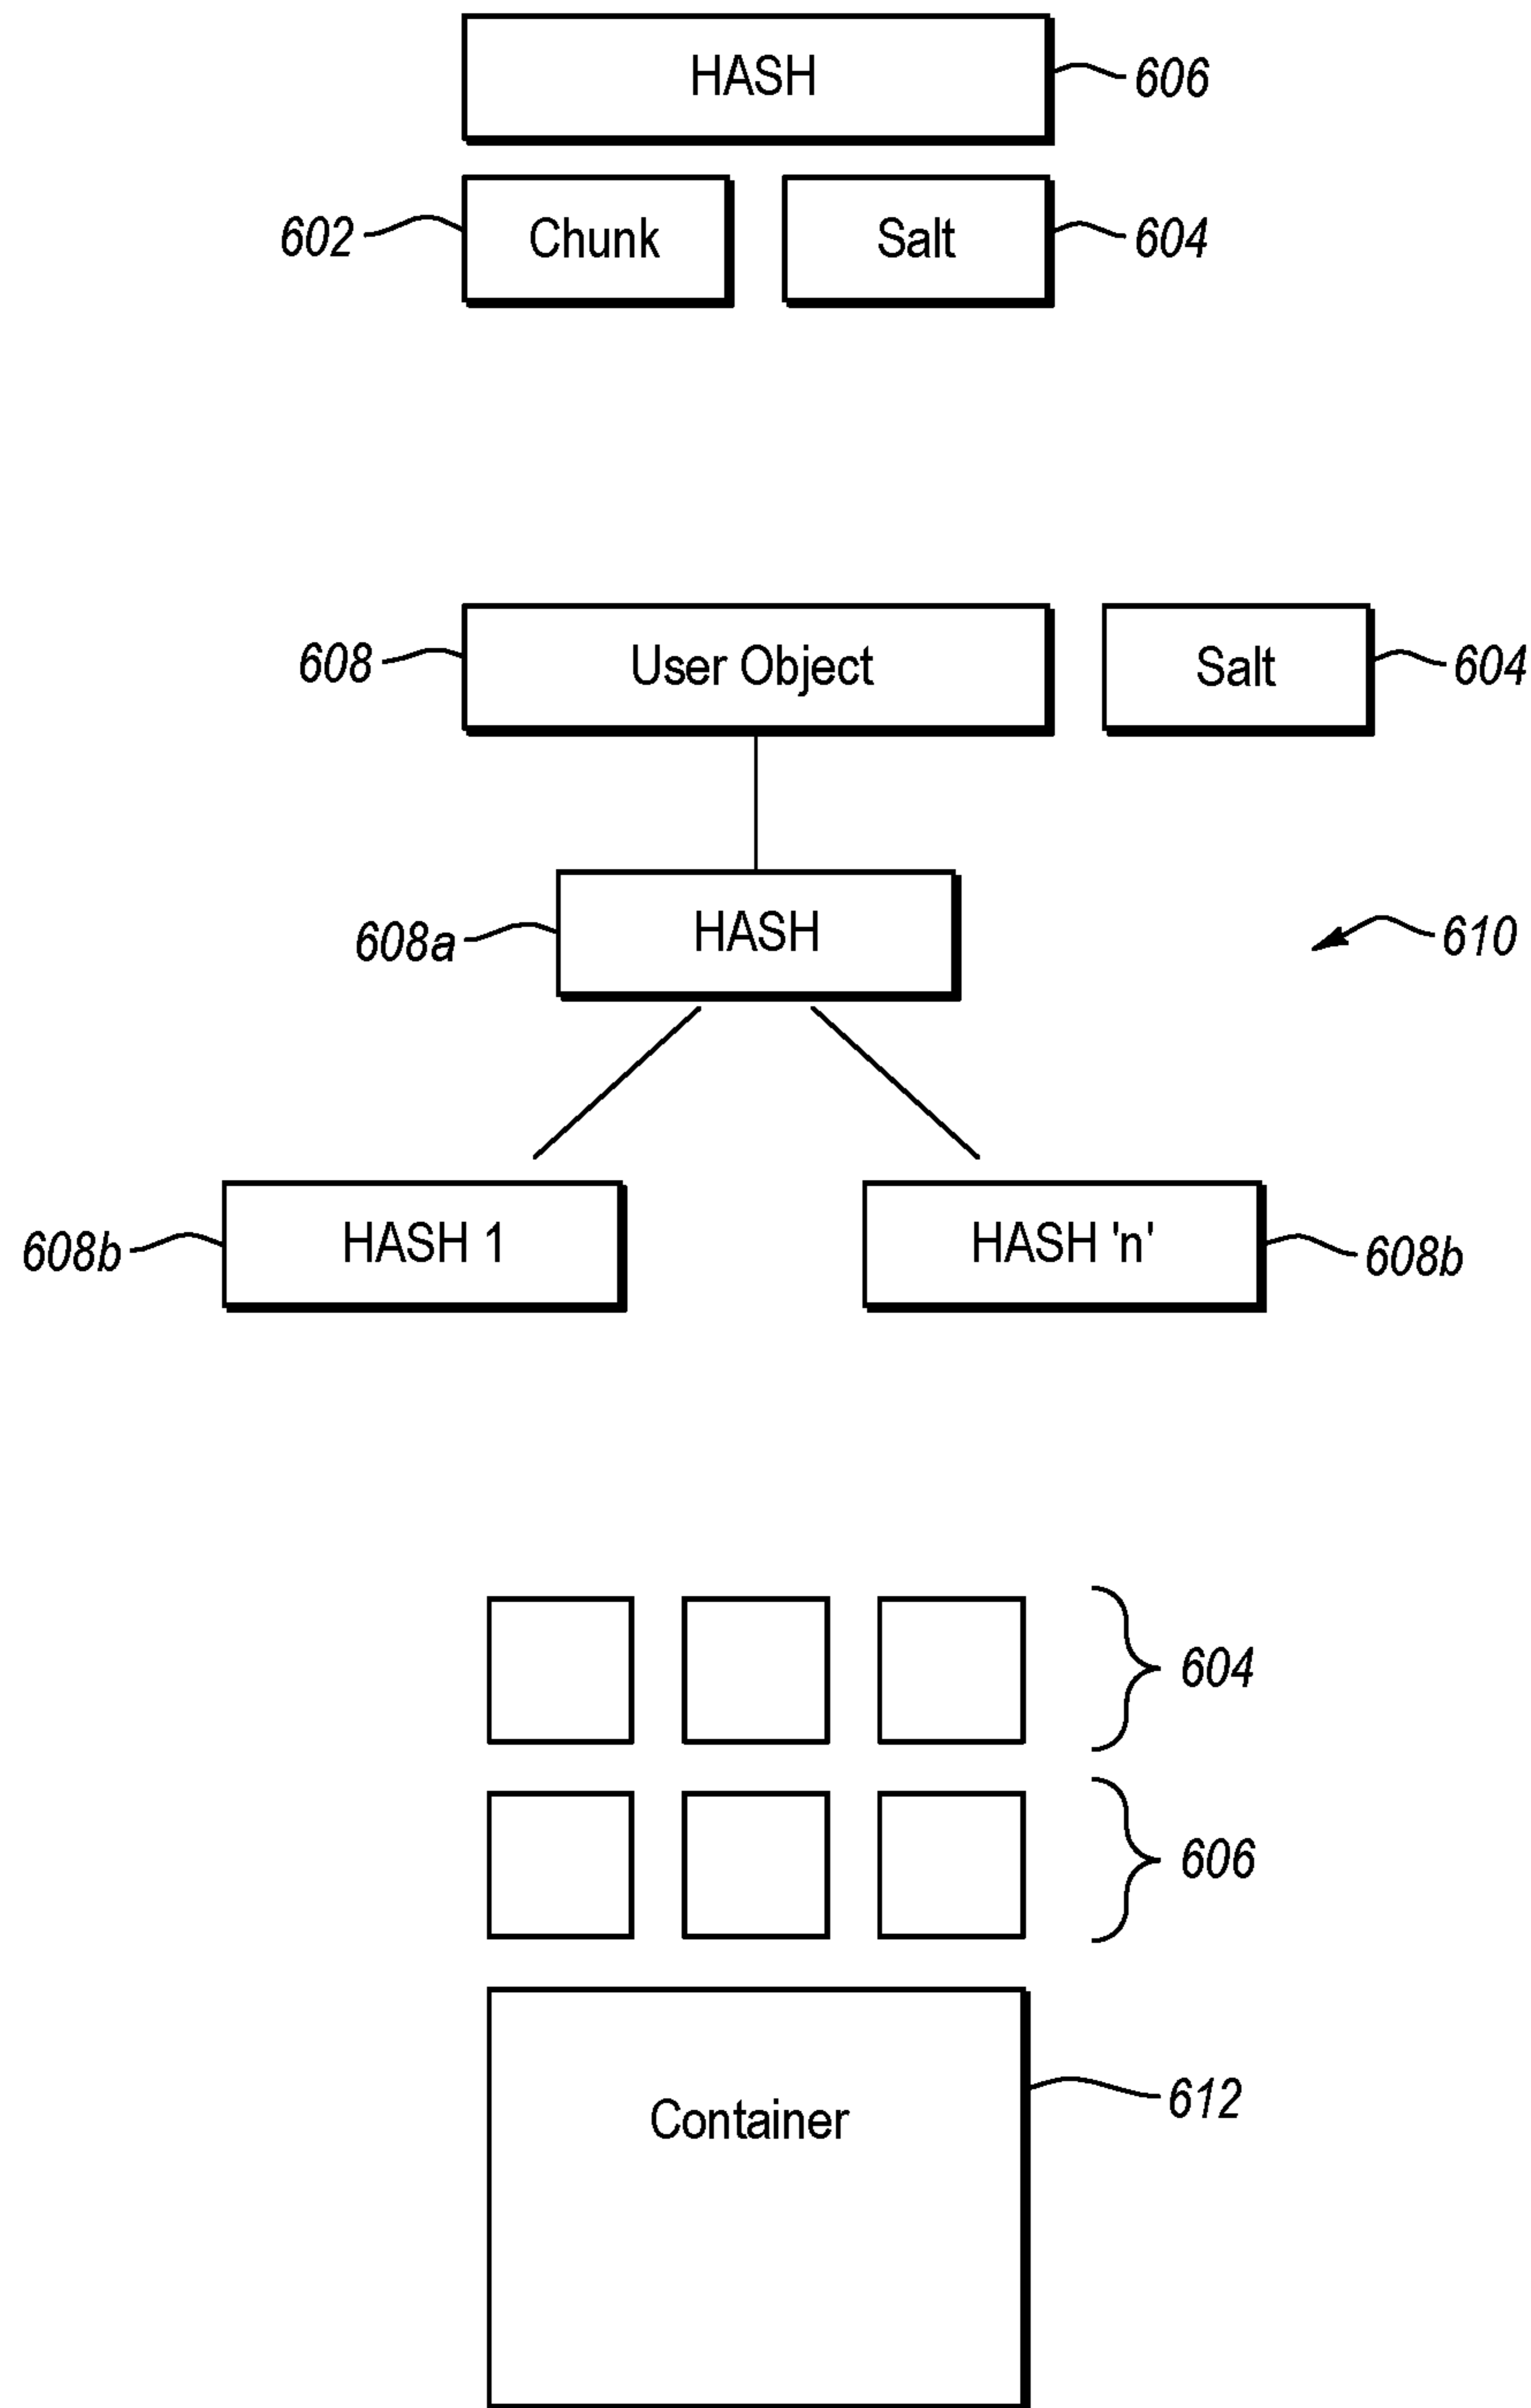 HASH 606
602 Chunk Salt 604
608 User Object Salt 604
608a HASH 610
608b HASH 1 HASH 'n' 608b
604
606
Container 612